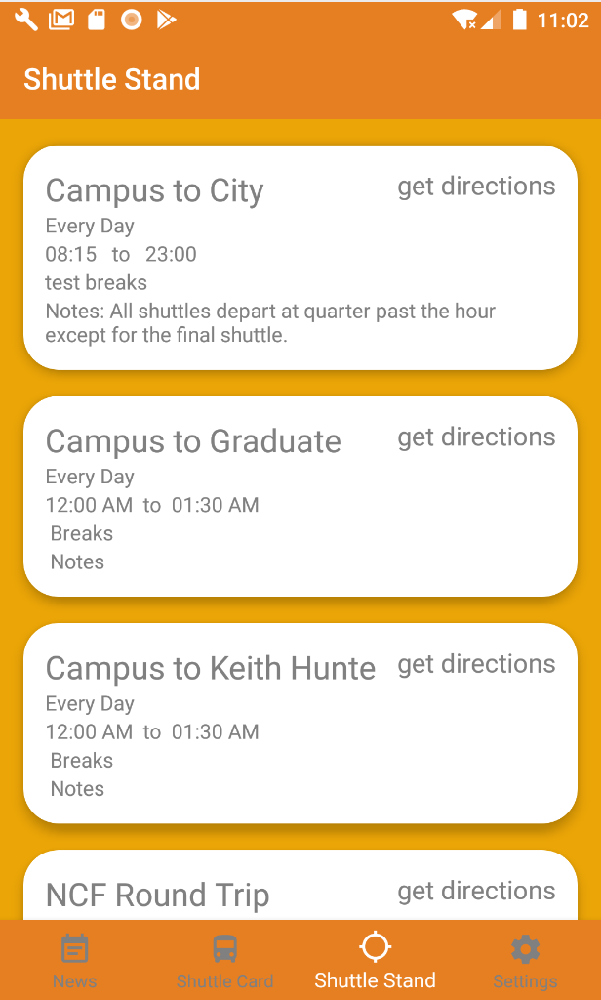 11:02
Shuttle Stand
Campus to City
get directions
Every Day
08:15 to 23:00
test breaks
Notes: All shuttles depart at quarter past the hour
except for the final shuttle.
Campus to Graduate
get directions
Every Day
12:00 AM to 01:30 AM
Breaks
Notes
Campus to Keith Hunte
get directions
Every Day
12:00 AM to 01:30 AM
Breaks
Notes
NCF Round Trip
get directions
News
Shuttle Card
Shuttle Stand
Settings